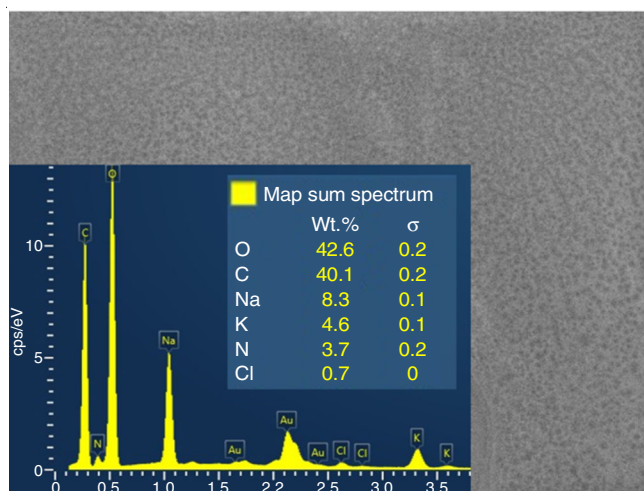 Map sum spectrum
Wt.% σ
O 42.6 0.2
C 40.1 0.2
Na 8.3 0.1
K 4.6 0.1
N 3.7 0.2
Cl 0.7 0
cps/eV
10
5
0
O
C
N
Na
Au
Au
Au
Cl
Cl
K
K
0 0.5 1.0 1.5 2.2 2.5 3.0 3.5